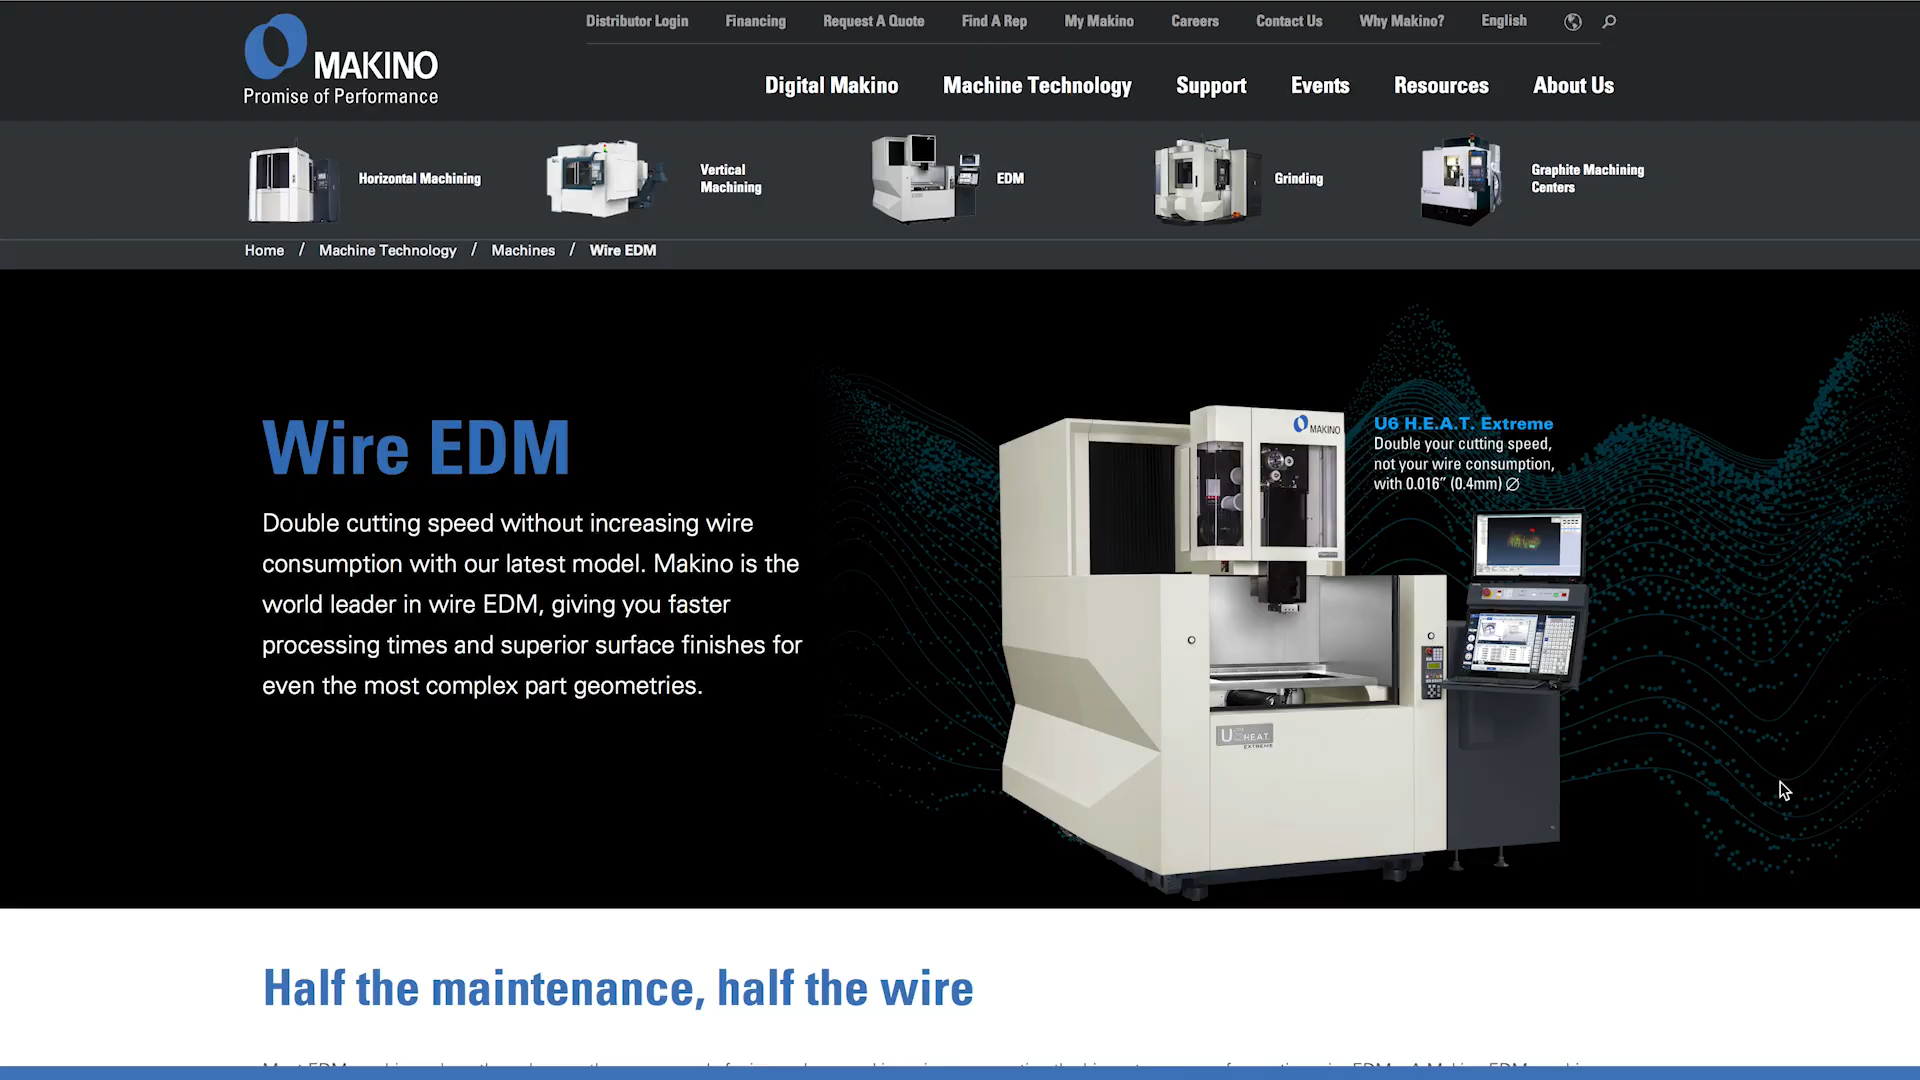 Distributor Login
Financing
Request A Quote
Find A Rep
My Makino
Careers
Contact Us
Why Makino?
English
MAKINO
Promise of Performance
Digital Makino
Machine Technology
Support
Events
Resources
About Us
Horizontal Machining
Vertical
Machining
EDM
Grinding
Graphite Machining
Centers
Home / Machine Technology / Machines / Wire EDM
Wire EDM
Double cutting speed without increasing wire
consumption with our latest model. Makino is the
world leader in wire EDM, giving you faster
processing times and superior surface finishes for
even the most complex part geometries.
MAKINO
U6 H.E.A.T. Extreme
Double your cutting speed,
not your wire consumption,
with 0.016” (0.4mm) ∅
U6 H.E.A.T.
EXTREME
Half the maintenance, half the wire